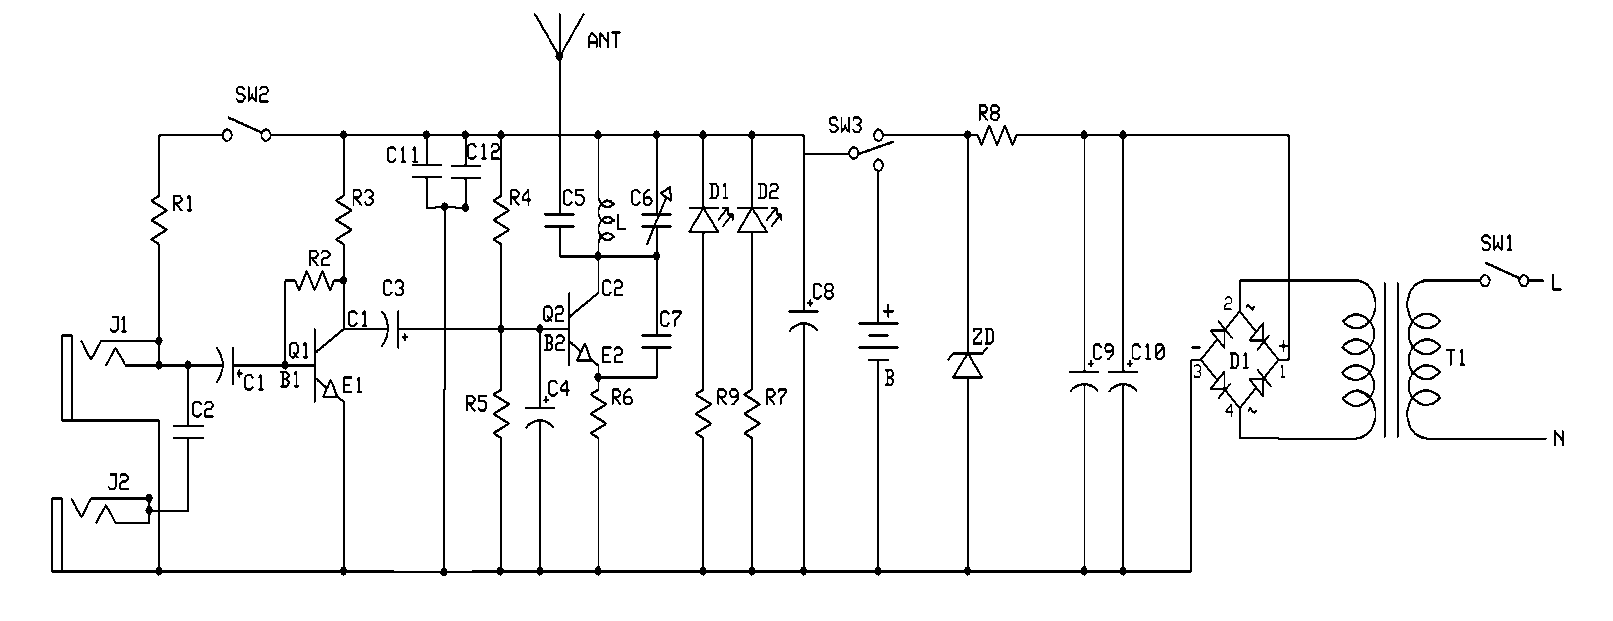 ANT
SW2
R8
SW3
C11
C12
D1
D2
R1
R3
R4
C5
C6
L
SW1
R2
C3
C2
C8
L
2
~
J1
C1
Q2
C7
+
ZD
Q1
B2
E2
C9
C10
D1
+
T1
+
+
+
+
+
-
3
1
C1
B1
E1
C4
B
+
R5
R6
R9
R7
C2
+
4
~
N
J2